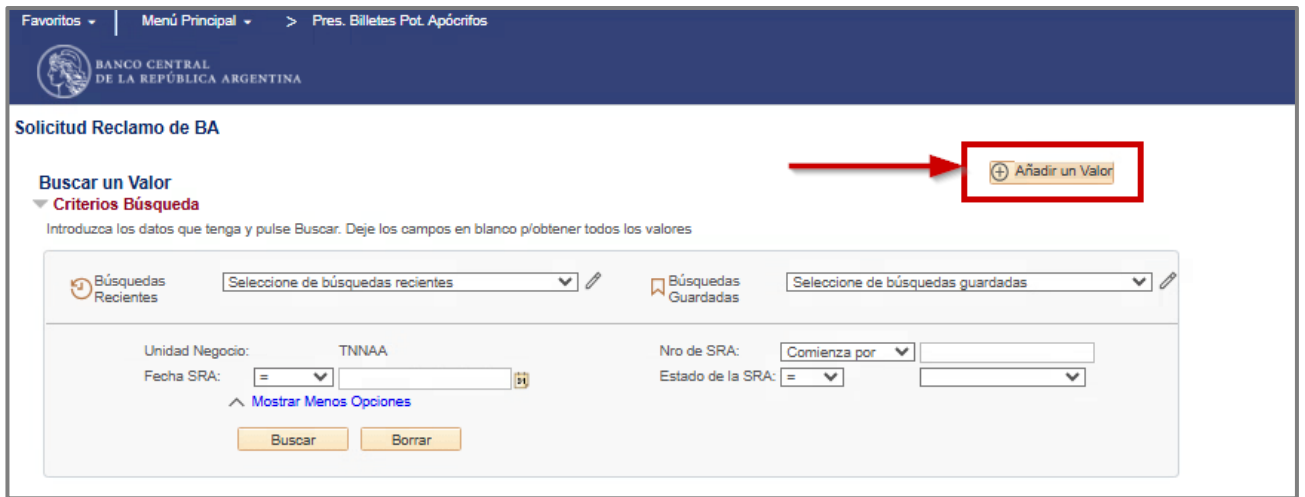 Favoritos Menú Principal > Pres. Billetes Pot. Apócrifos
BANCO CENTRAL
DE LA REPÚBLICA ARGENTINA
Solicitud Reclamo de BA
Añadir un Valor
Buscar un Valor
Criterios Búsqueda
Introduzca los datos que tenga y pulse Buscar. Deje los campos en blanco p/obtener todos los valores
Búsquedas Recientes Seleccione de búsquedas recientes Búsquedas Guardadas Seleccione de búsquedas guardadas
Unidad Negocio: TNNAA Nro de SRA: Comienza por
Fecha SRA: = 31 Estado de la SRA: =
Mostrar Menos Opciones
Buscar Borrar